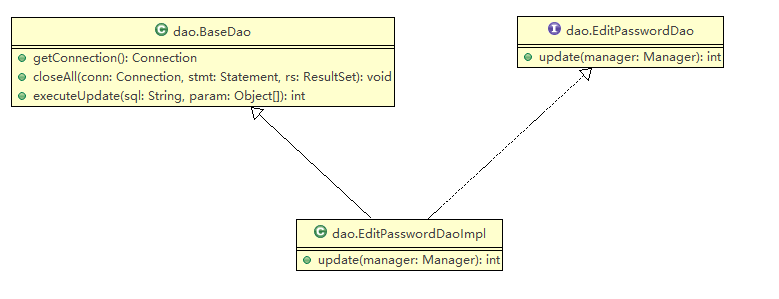 C dao.BaseDao
getConnection(): Connection
closeAll(conn: Connection, stmt: Statement, rs: ResultSet): void
executeUpdate(sql: String, param: Object[]): int
I dao.EditPasswordDao
update(manager: Manager): int
C dao.EditPasswordDaoImpl
update(manager: Manager): int